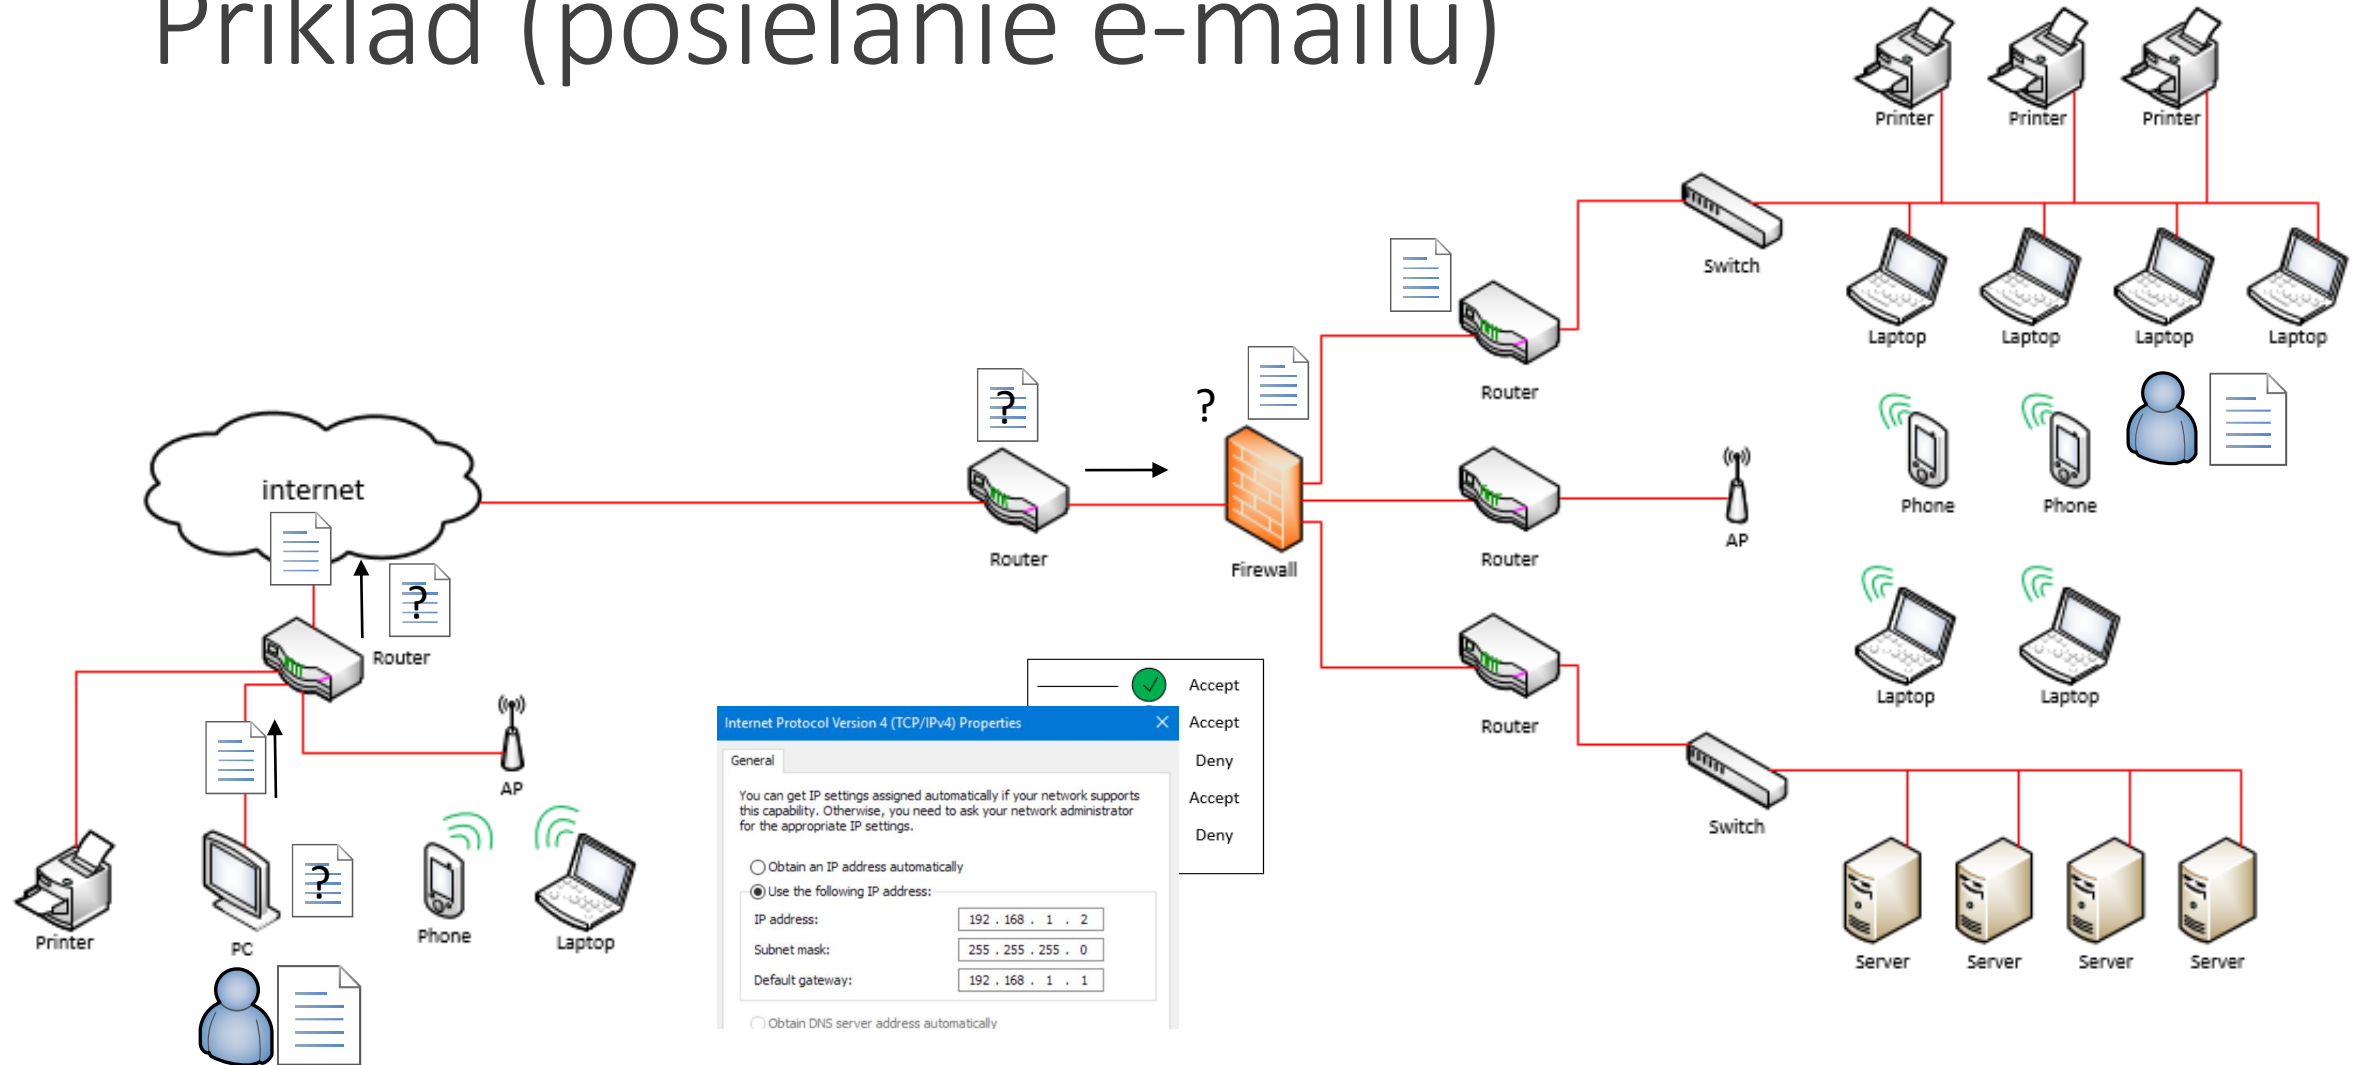 Príklad (posielanie e-mailu)
Printer
Printer
Printer
Switch
Laptop
Laptop
Laptop
Laptop
Router
?
?
internet
Router
Firewall
Router
AP
Phone
Phone
?
Router
Laptop
Laptop
Router
Switch
AP
Server
Server
Server
Server
Printer
PC
?
Phone
Laptop
Accept
Accept
Deny
Accept
Deny
Internet Protocol Version 4 (TCP/IPv4) Properties
General
You can get IP settings assigned automatically if your network supports
this capability. Otherwise, you need to ask your network administrator
for the appropriate IP settings.
Obtain an IP address automatically
Use the following IP address:
IP address: 192 . 168 . 1 . 2
Subnet mask: 255 . 255 . 255 . 0
Default gateway: 192 . 168 . 1 . 1
Obtain DNS server address automatically